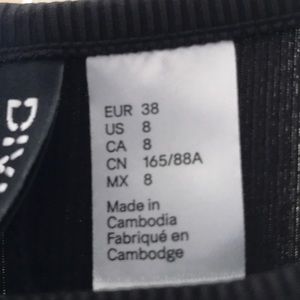 EUR 38
US 8
CA 8
CN 165/88A
MX 8
Made in
Cambodia
Fabriqué en
Cambodge